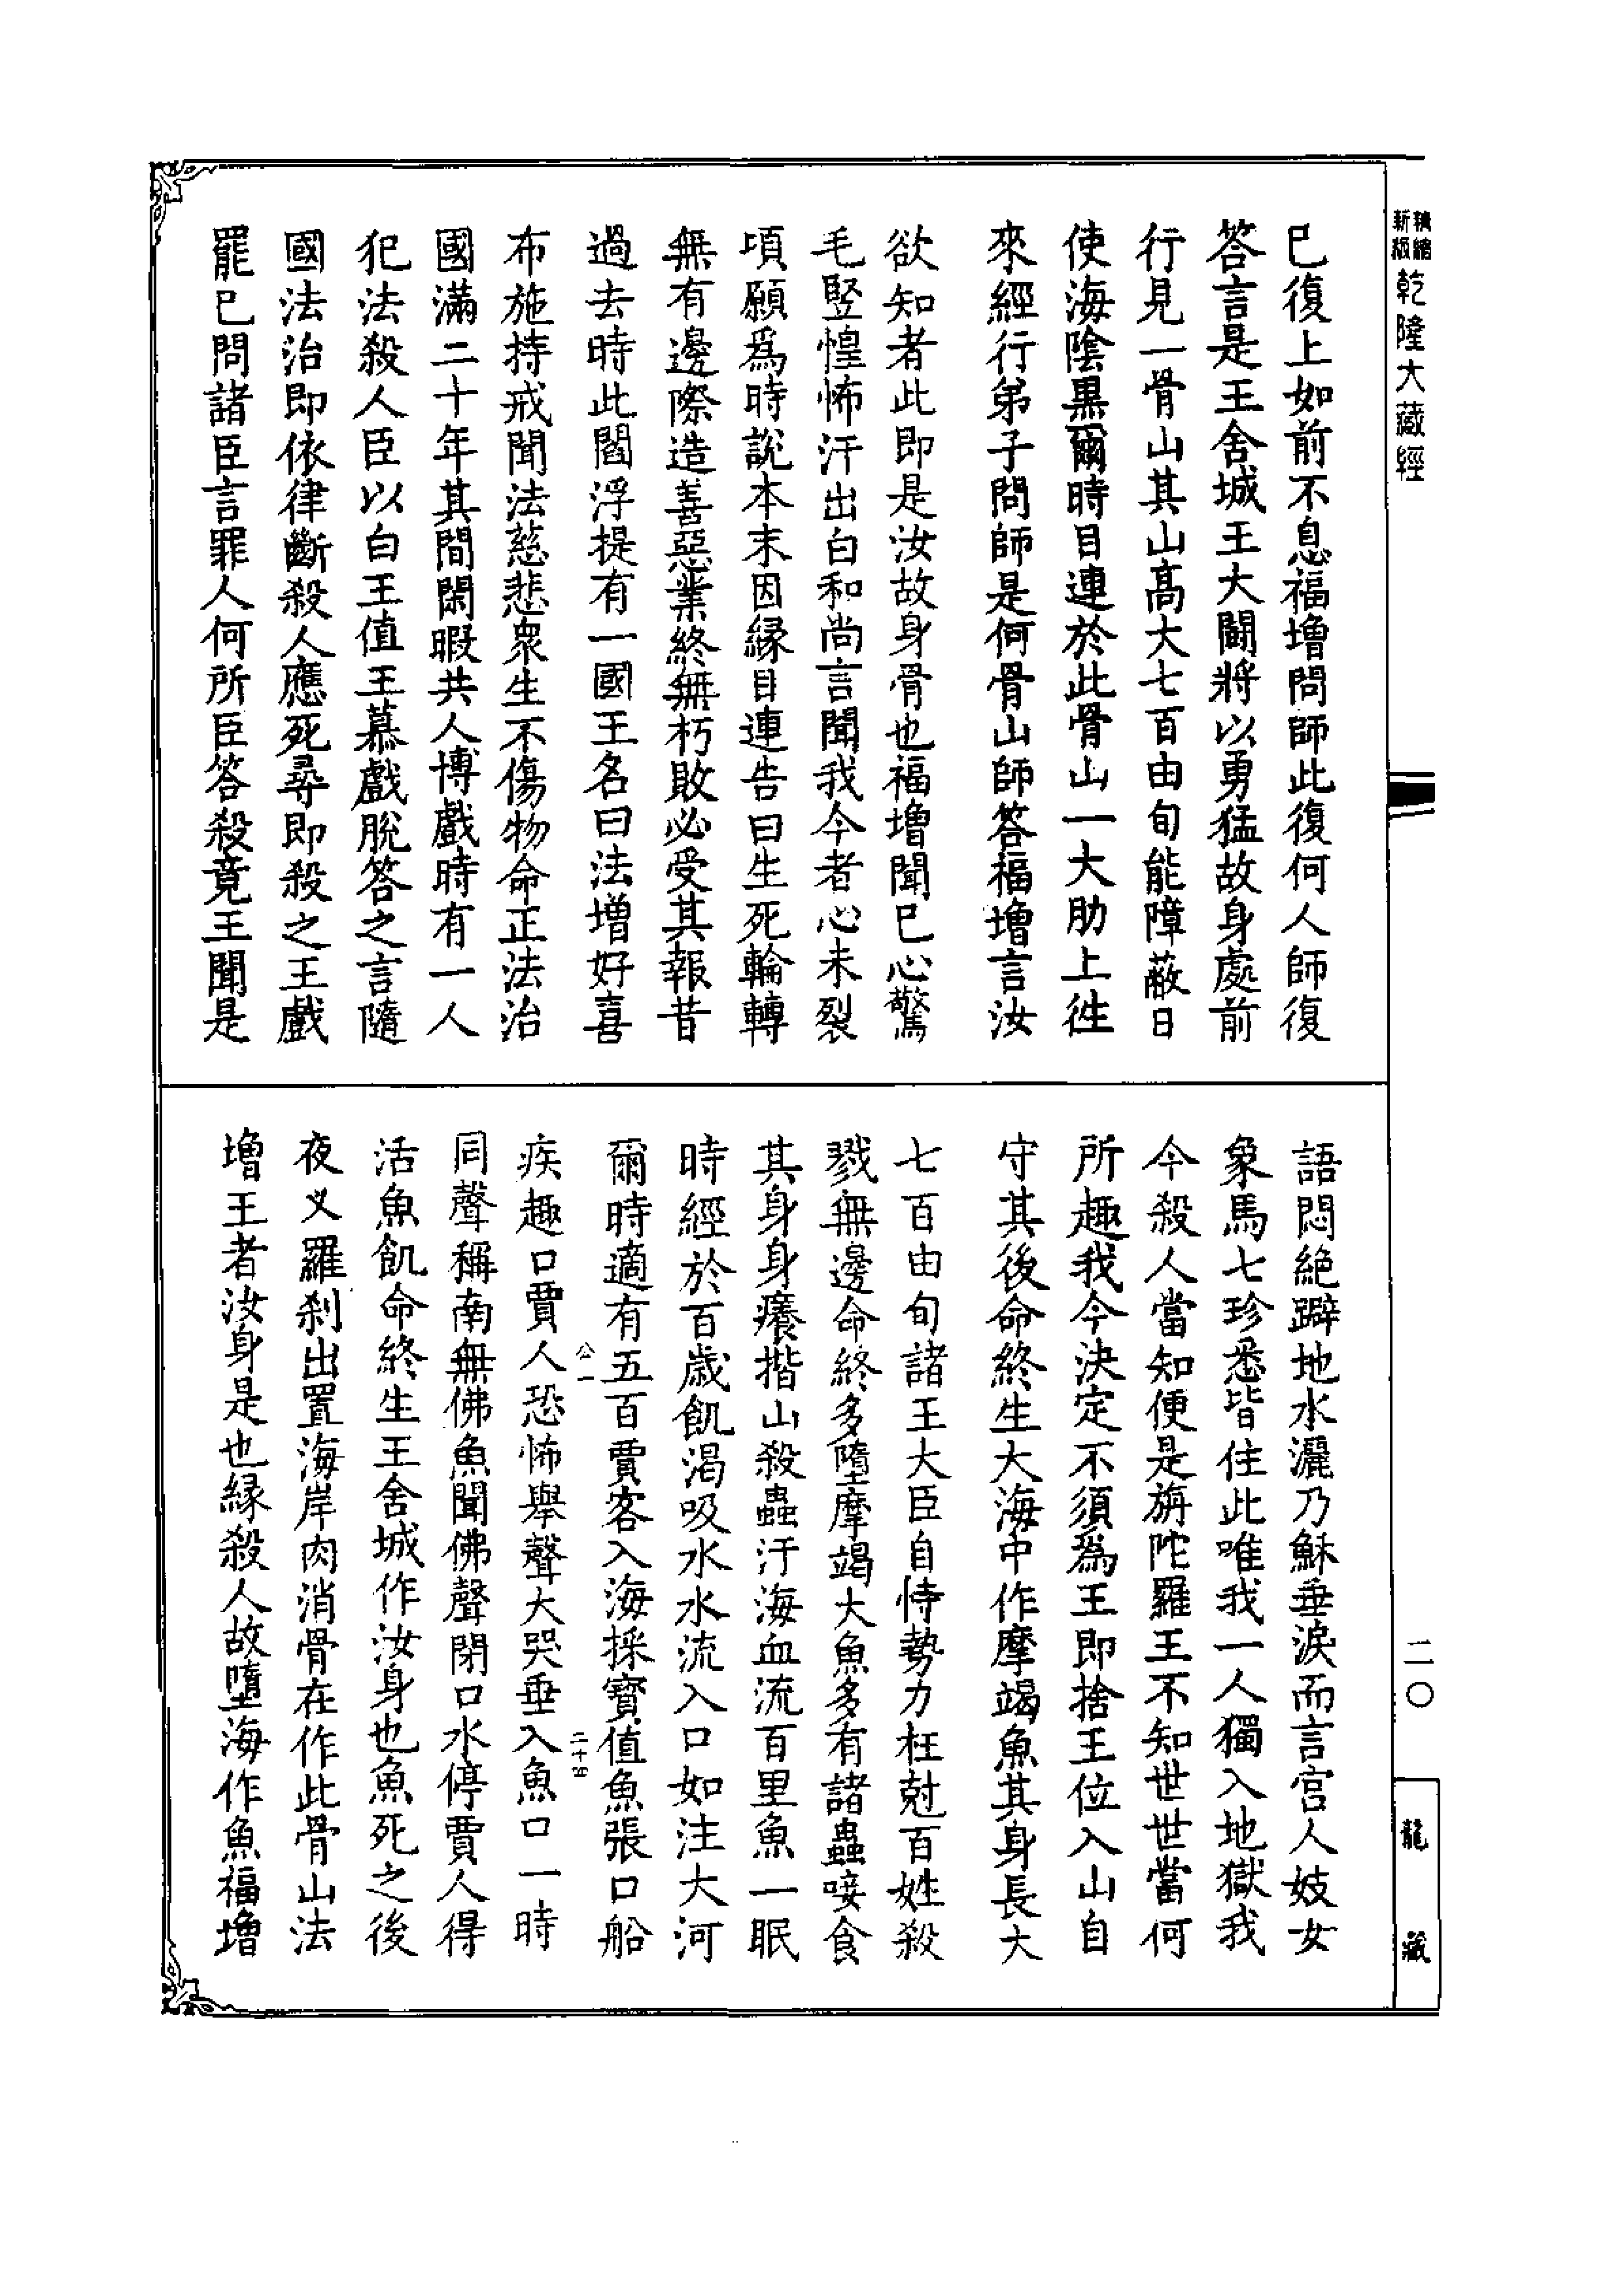 新版精縮乾隆大藏經
已復上如前不息福增問師此復何人師復
答言是王舍城王大鬪將以勇猛故身處前
行見一骨山其山高大七百由旬能障蔽日
使海陰黒爾時目連於此骨山一大肋上徃
來經行弟子問師是何骨山師答福增言汝
欲知者此即是汝故身骨也福增聞已心驚
毛竪惶怖汗出白和尚言聞我今者心未裂
頃願爲時說本末因縁目連告曰生死輪轉
無有邊際造善惡業終無朽敗必受其報昔
過去時此閻浮提有一國王名曰法增好喜
布施持戒聞法慈悲衆生不傷物命正法治
國滿二十年其間閑暇共人博戲時有一人
犯法殺人臣以白王值王慕戲脫答之言隨
國法治即依律斷殺人應死尋即殺之王戲
罷已問諸臣言罪人何所臣答殺竟王聞是
語悶絶躃地水灑乃穌垂淚而言宫人妓女
象馬七珍悉皆住此唯我一人獨入地獄我
今殺人當知便是旃陀羅王不知世世當何
所趣我今決定不須爲王即捨王位入山自
守其後命終生大海中作摩竭魚其身長大
七百由旬諸王大臣自恃勢力枉尅百姓殺
戮無邊命終多墮摩竭大魚多有諸蟲唼食
其身身癢揩山殺蟲汙海血流百里魚一眠
時經於百歲飢渴吸水水流入口如注大河
爾時適有五百賈客入海採寶值魚張口船
公一
二十四
疾趣口賈人恐怖舉聲大哭垂入魚口一時
同聲稱南無佛魚聞佛聲閉口水停賈人得
活魚飢命終生王舍城作汝身也魚死之後
夜叉羅刹出置海岸肉消骨在作此骨山法
增王者汝身是也縁殺人故墮海作魚福增
二〇
龍藏